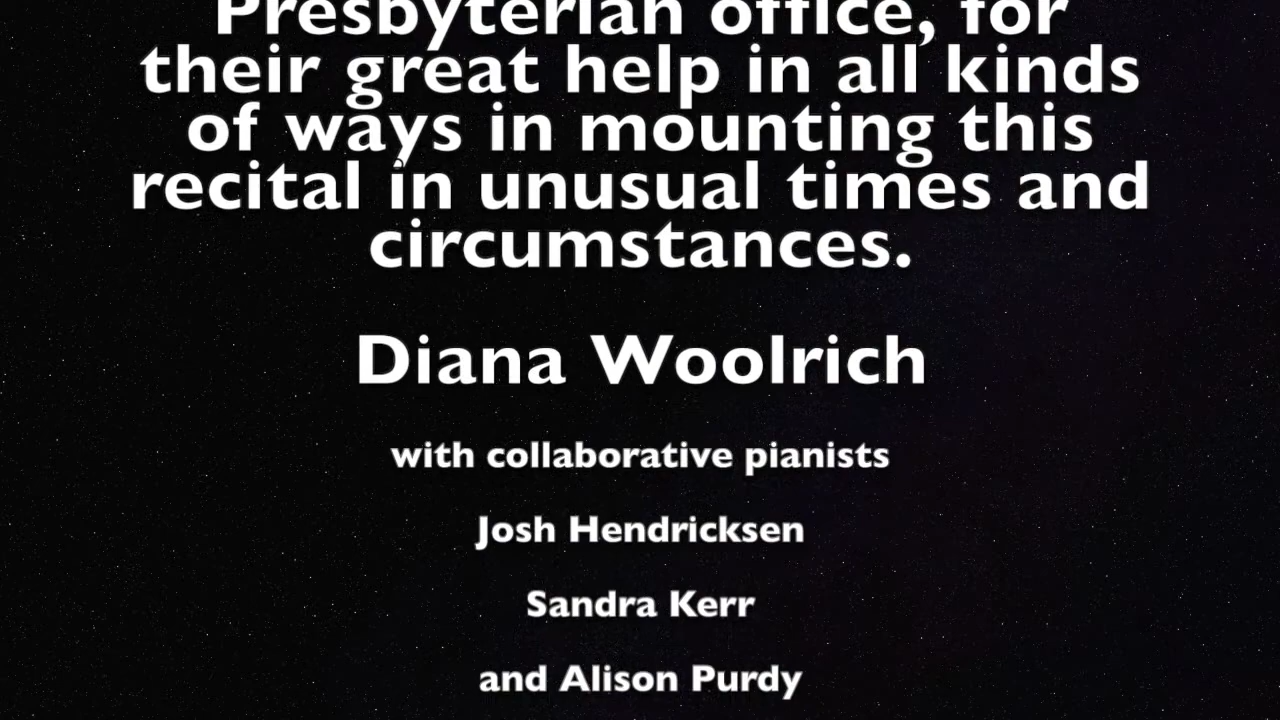 Presbyterian office, for
their great help in all kinds
of ways in mounting this
recital in unusual times and
circumstances.
Diana Woolrich
with collaborative pianists
Josh Hendricksen
Sandra Kerr
and Alison Purdy